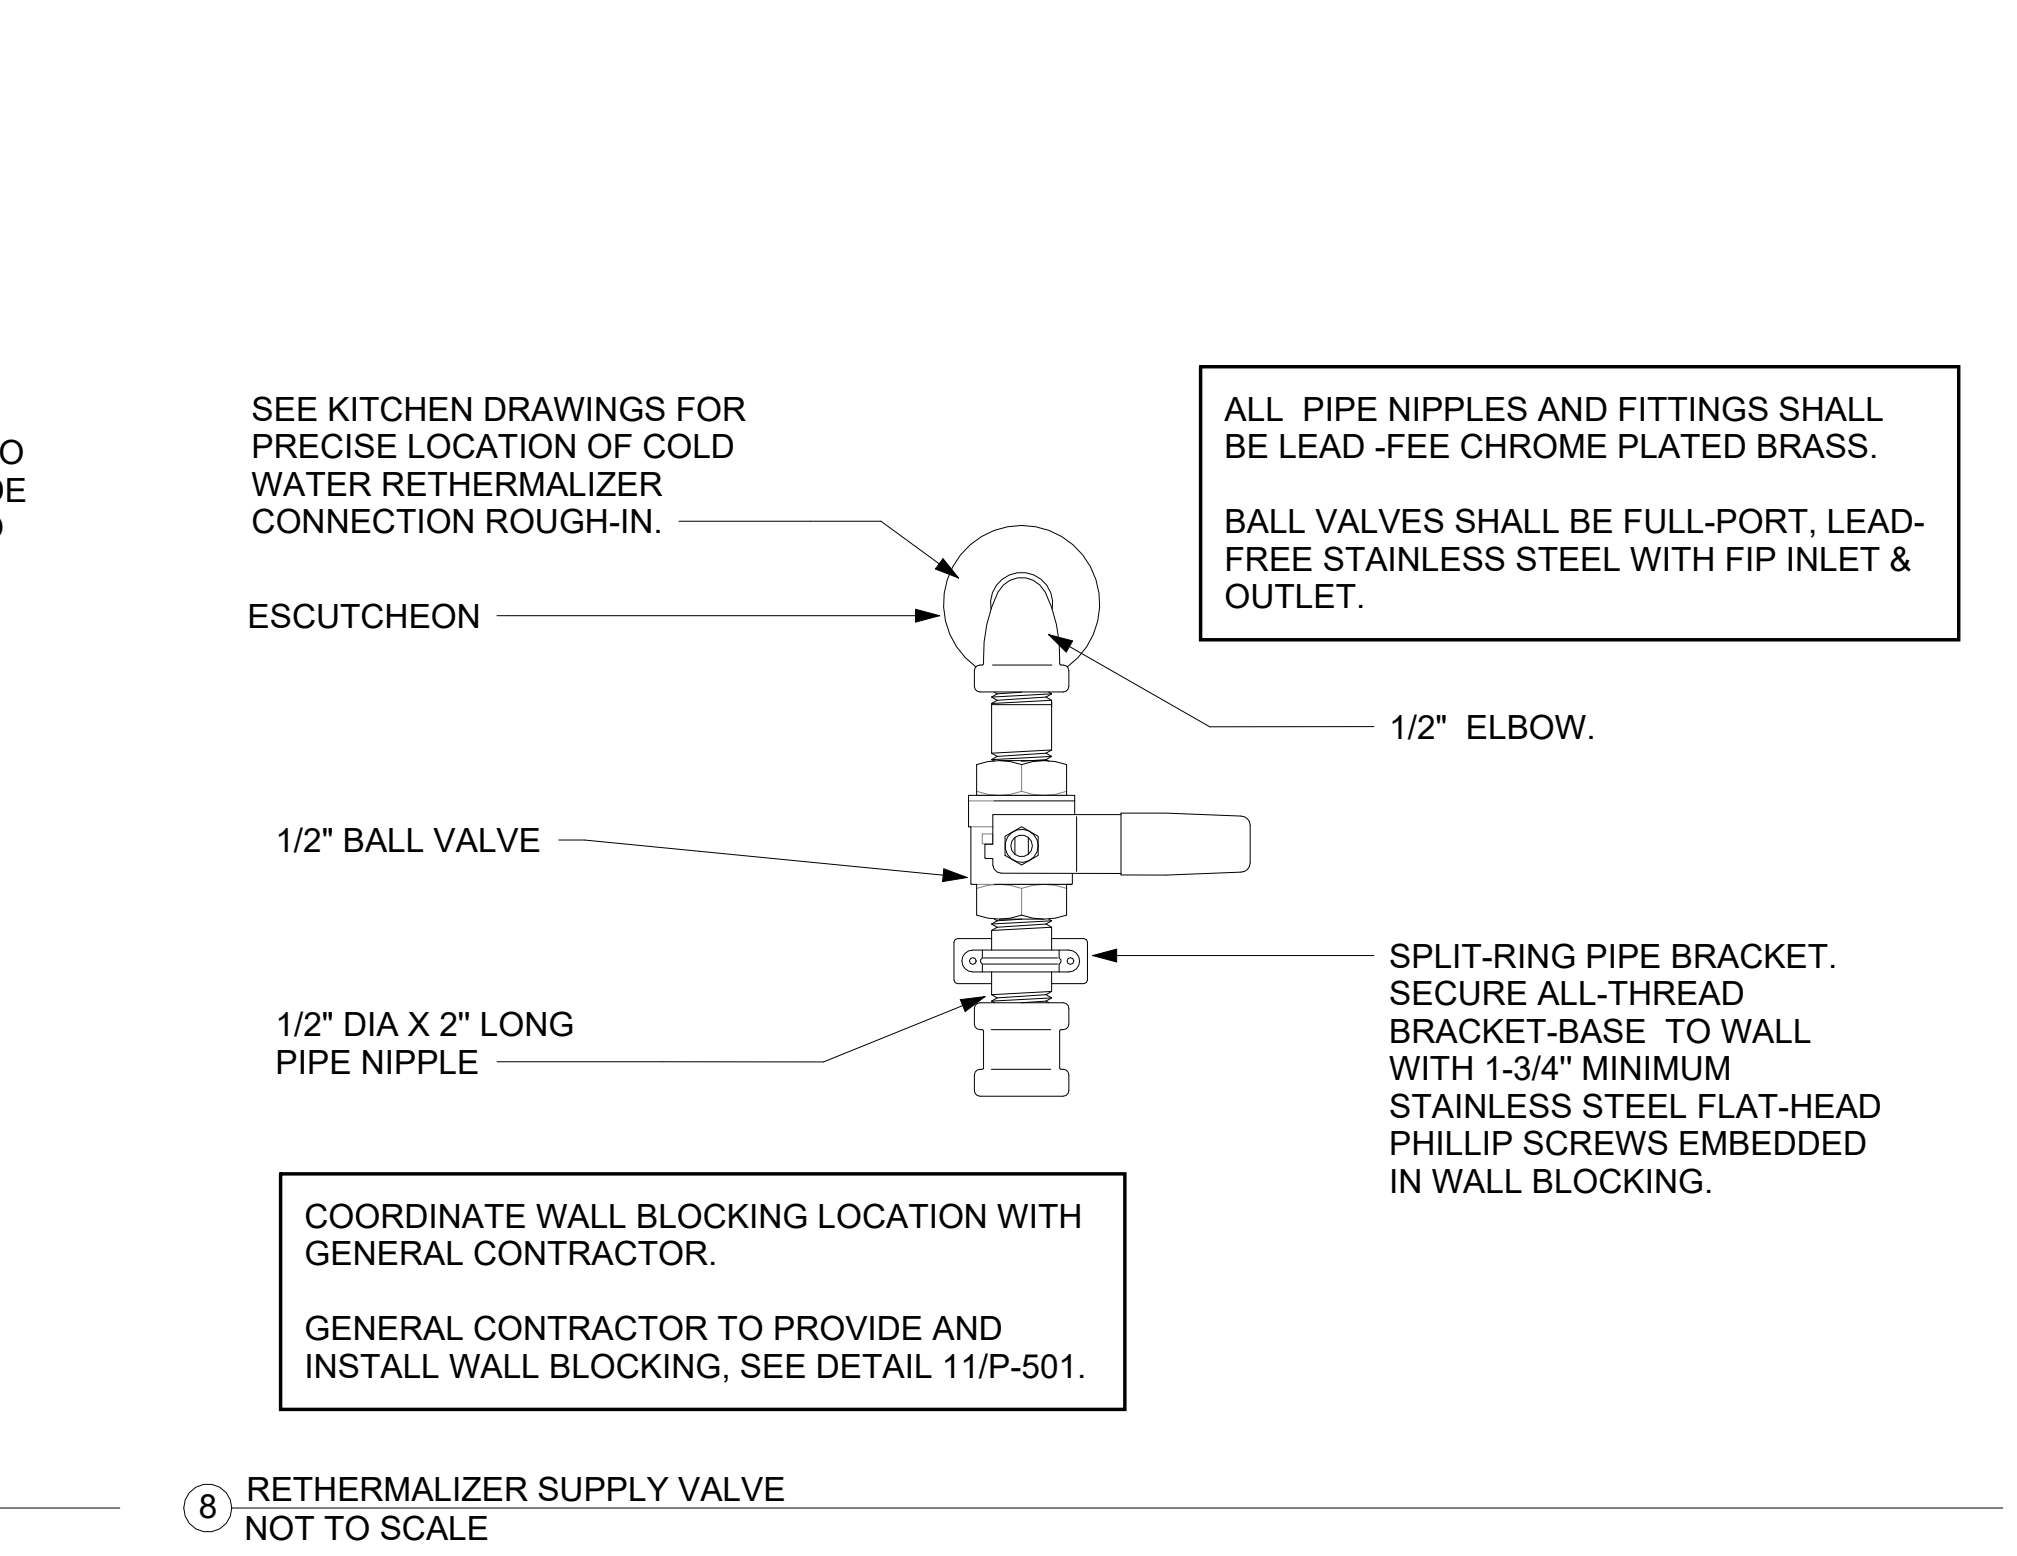 SEE KITCHEN DRAWINGS FOR
PRECISE LOCATION OF COLD
WATER RETHERMALIZER
CONNECTION ROUGH-IN.
ESCUTCHEON
ALL PIPE NIPPLES AND FITTINGS SHALL
BE LEAD -FEE CHROME PLATED BRASS.
BALL VALVES SHALL BE FULL-PORT, LEAD-
FREE STAINLESS STEEL WITH FIP INLET &
OUTLET.
1/2" ELBOW.
1/2" BALL VALVE
1/2" DIA X 2" LONG
PIPE NIPPLE
SPLIT-RING PIPE BRACKET.
SECURE ALL-THREAD
BRACKET-BASE TO WALL
WITH 1-3/4" MINIMUM
STAINLESS STEEL FLAT-HEAD
PHILLIP SCREWS EMBEDDED
IN WALL BLOCKING.
COORDINATE WALL BLOCKING LOCATION WITH
GENERAL CONTRACTOR.
GENERAL CONTRACTOR TO PROVIDE AND
INSTALL WALL BLOCKING, SEE DETAIL 11/P-501.
8 RETHERMALIZER SUPPLY VALVE
NOT TO SCALE